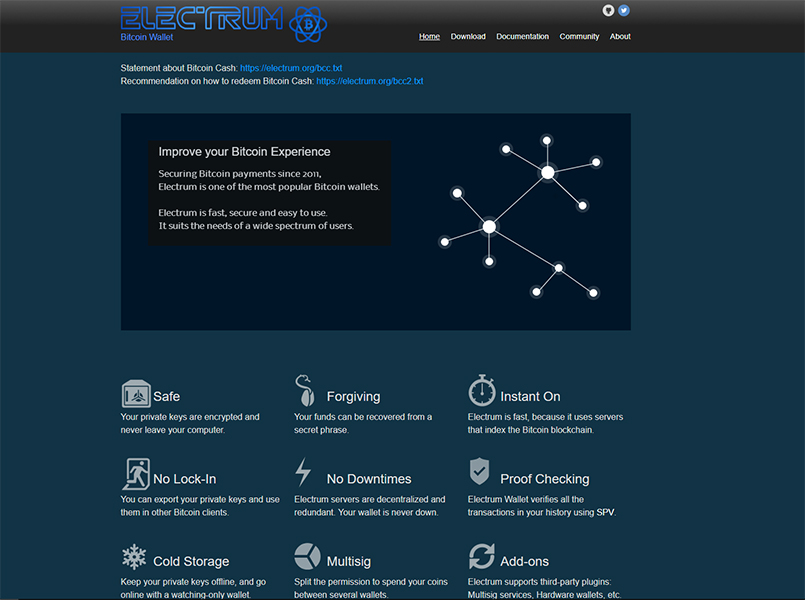 ELECTRUM
Bitcoin Wallet
Home Download Documentation Community About
Statement about Bitcoin Cash: https://electrum.org/bcc.txt
Recommendation on how to redeem Bitcoin Cash: https://electrum.org/bcc2.txt
Improve your Bitcoin Experience
Securing Bitcoin payments since 2011,
Electrum is one of the most popular Bitcoin wallets.
Electrum is fast, secure and easy to use.
It suits the needs of a wide spectrum of users.
Safe
Your private keys are encrypted and
never leave your computer.
Forgiving
Your funds can be recovered from a
secret phrase.
Instant On
Electrum is fast, because it uses servers
that index the Bitcoin blockchain.
No Lock-In
You can export your private keys and use
them in other Bitcoin clients.
No Downtimes
Electrum servers are decentralized and
redundant. Your wallet is never down.
Proof Checking
Electrum Wallet verifies all the
transactions in your history using SPV.
Cold Storage
Keep your private keys offline, and go
online with a watching-only wallet.
Multisig
Split the permission to spend your coins
between several wallets.
Add-ons
Electrum supports third-party plugins:
Multisig services, Hardware wallets, etc.